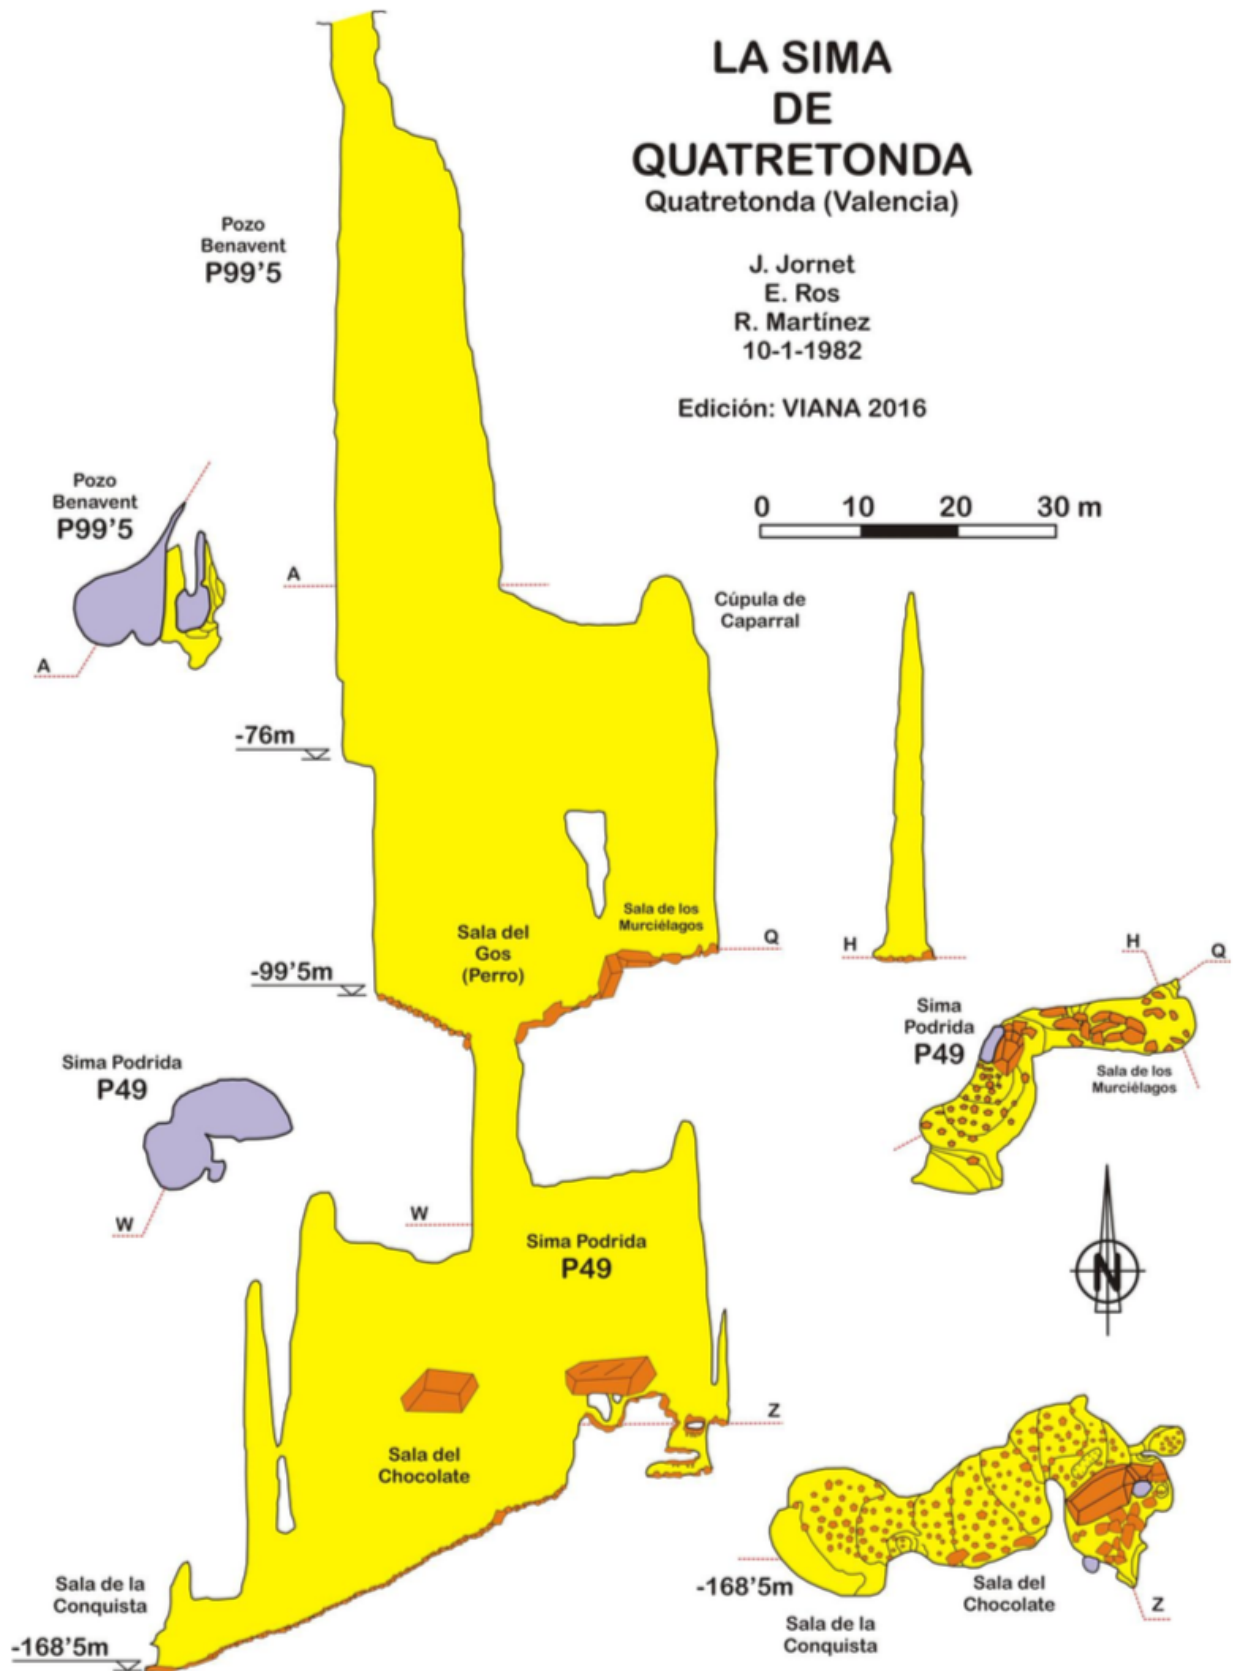 LA SIMA
DE
QUATRETONDA
Quatretonda (Valencia)
J. Jornet
E. Ros
R. Martínez
10-1-1982
Edición: VIANA 2016
0 10 20 30 m
Pozo
Benavent
P99'5
Pozo
Benavent
P99'5
A
A
Cúpula de
Caparral
-76m
Sala de los
Murciélagos
Sala del
Gos
(Perro)
Q
H
-99'5m
H
Q
Sima
Podrida
P49
Sala de los
Murciélagos
Sima Podrida
P49
W
W
Sima Podrida
P49
N
Z
Sala del
Chocolate
Sala de la
Conquista
-168'5m
-168'5m
Sala del
Chocolate
Z
Sala de la
Conquista